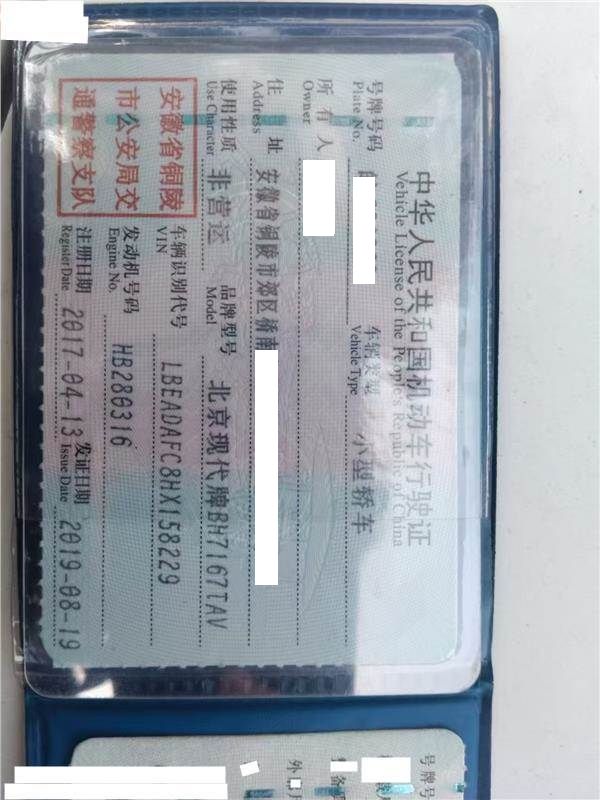 中华人民共和国机动车行驶证
Vehicle License of the People's Republic of China
号牌号码
Plate No.
车辆类型
Vehicle Type
小型轿车
所有人
Owner
住址
Address
安徽省铜陵市郊区桥南
使用性质
Use Character
非营运
品牌型号
Model
北京现代牌BH7167TAV
安徽省铜陵
市公安局交
通警察支队
车辆识别代号
VIN
LBEADAFC8HX158229
发动机号码
Engine No.
HB280316
注册日期
Register Date
2017-04-13
发证日期
Issue Date
2019-08-19
号牌号